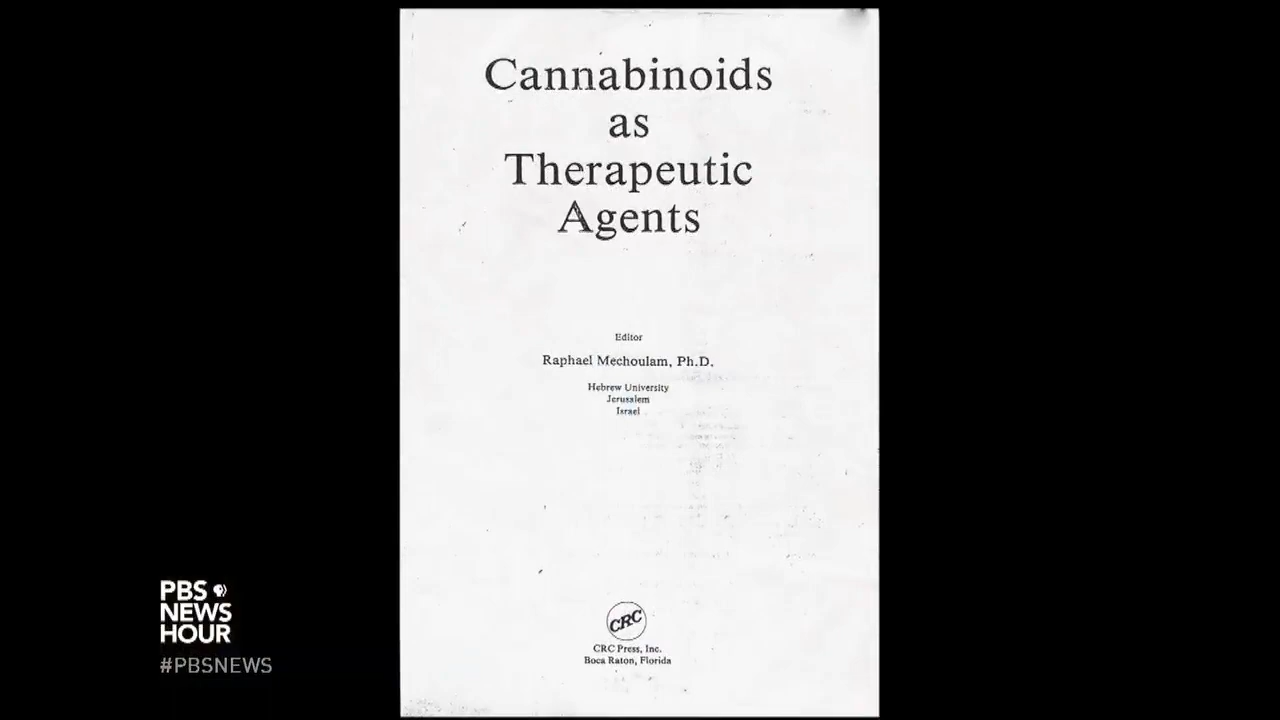 Cannabinoids
as
Therapeutic
Agents
Editor
Raphael Mechoulam, Ph.D.
Hebrew University
Jerusalem
Israel
CRC
CRC Press, Inc.
Boca Raton, Florida
PBS
NEWS
HOUR
#PBSNEWS